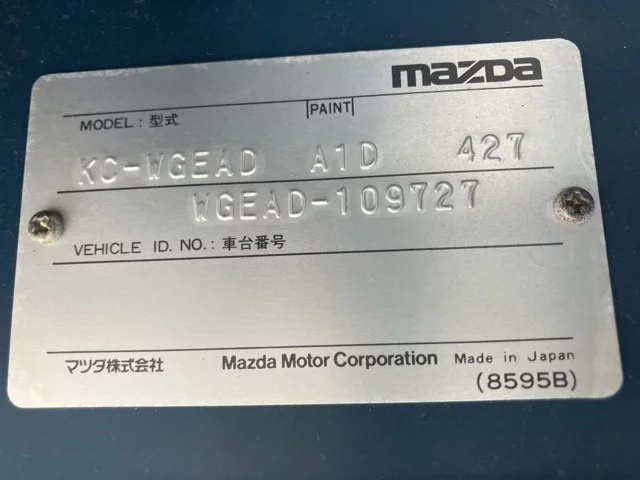 mazda
MODEL : 型式 PAINT
KC-WGEAD A1D 427
WGEAD-109727
VEHICLE ID. NO. : 車台番号
マツダ株式会社 Mazda Motor Corporation Made in Japan
(8595B)